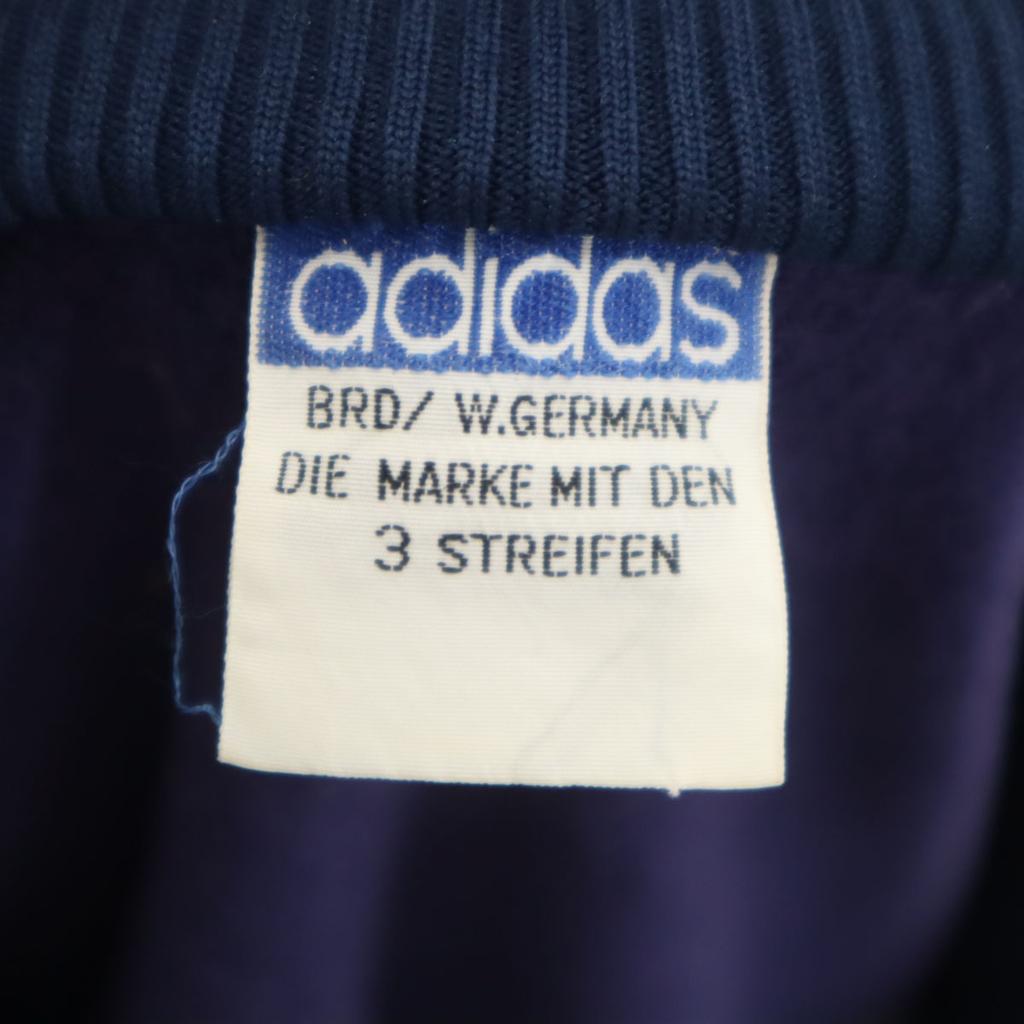 adidas
BRD/ W.GERMANY
DIE MARKE MIT DEN
3 STREIFEN